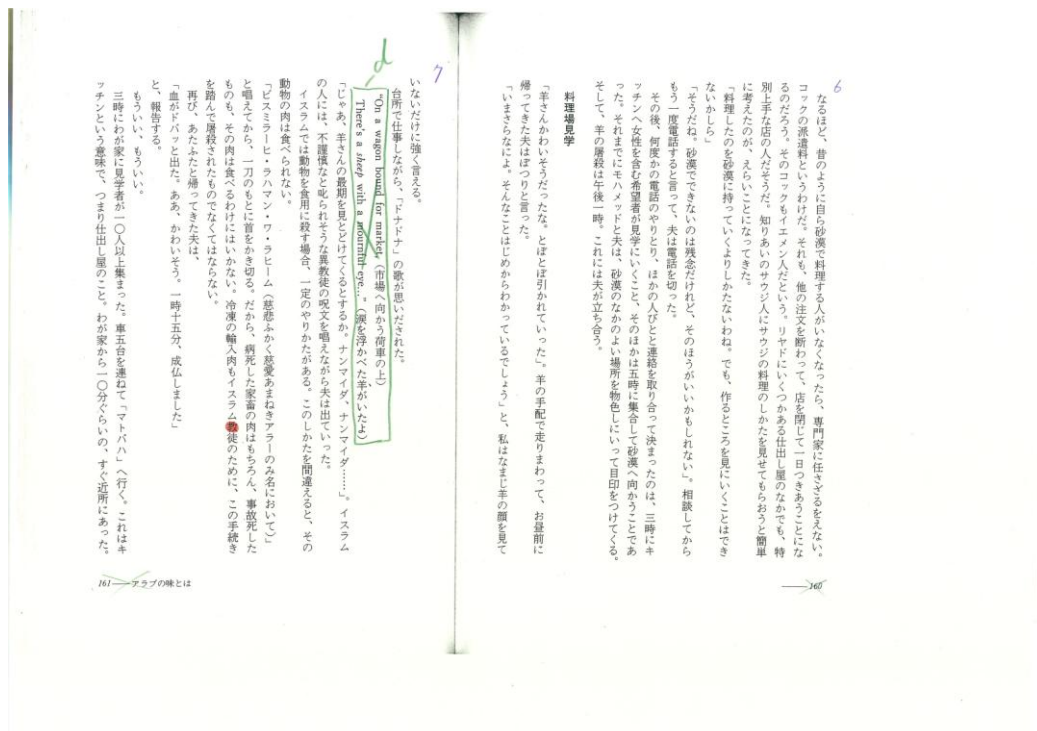 6
なるほど、昔のように自ら砂漠で料理する人がいなくなったら、専門家に任さざるをえない。
コックの派遣料というわけだ。それも、他の注文を断わって、店を閉じて一日つきあうことにな
るのだろう。そのコックもイエメン人だという。リヤドにいくつかある仕出し屋のなかでも、特
別上手な店の人だそうだ。知りあいのサウジ人にサウジの料理のしかたを見せてもらおうと簡単
に考えたのが、えらいことになってきた。
「料理したのを砂漠に持っていくよりしかたないわね。でも、作るところを見にいくことはでき
ないかしら」
「そうだね。砂漠でできないのは残念だけれど、そのほうがいいかもしれない」。相談してから
もう一度電話すると言って、夫は電話を切った。
その後、何度かの電話のやりとり、ほかの人びとと連絡を取り合って決まったのは、三時にキ
ッチンへ女性を含む希望者が見学にいくこと、そのほかは五時に集合して砂漠へ向かうことであ
った。それまでにモハメッドと夫は、砂漠のなかのよい場所を物色しにいって目印をつけてくる。
そして、羊の屠殺は午後一時。これには夫が立ち合う。
料理場見学
「羊さんかわいそうだったな。とぼとぼ引かれていった」。羊の手配で走りまわって、お昼前に
帰ってきた夫はぽつりと言った。
「いまさらなによ。そんなことはじめからわかっているでしょう」と、私はなまじ羊の顔を見て
160
7
いないだけに強く言える。
台所で仕事しながら、「ドナドナ」の歌が思いだされた。
d
"On a wagon bound for market,（市場へ向かう荷車の上）
There's a sheep with a mournful eye…"（涙を浮かべた羊がいたよ）
「じゃあ、羊さんの最期を見とどけてくるとするか。ナンマイダ、ナンマイダ……」。イスラム
の人には、不謹慎なと叱られそうな異教徒の呪文を唱えながら夫は出ていった。
イスラムでは動物を食用に殺す場合、一定のやりかたがある。このしかたを間違えると、その
動物の肉は食べられない。
「ビスミラーヒ・ラハマン・ワ・ラヒーム（慈悲ふかく慈愛あまねきアラーのみ名において）」
と唱えてから、一刀のもとに首をかき切る。だから、病死した家畜の肉はもちろん、事故死した
ものも、その肉は食べるわけにはいかない。冷凍の輸入肉もイスラム教徒のために、この手続き
を踏んで屠殺されたものでなくてはならない。
再び、あたふたと帰ってきた夫は、
「血がドバッと出た。ああ、かわいそう。一時十五分、成仏しました」
と、報告する。
もういい、もういい。
三時にわが家に見学者が一〇人以上集まった。車五台を連ねて「マトバハ」へ行く。これはキ
ッチンという意味で、つまり仕出し屋のこと。わが家から一〇分ぐらいの、すぐ近所にあった。
161――アラブの味とは